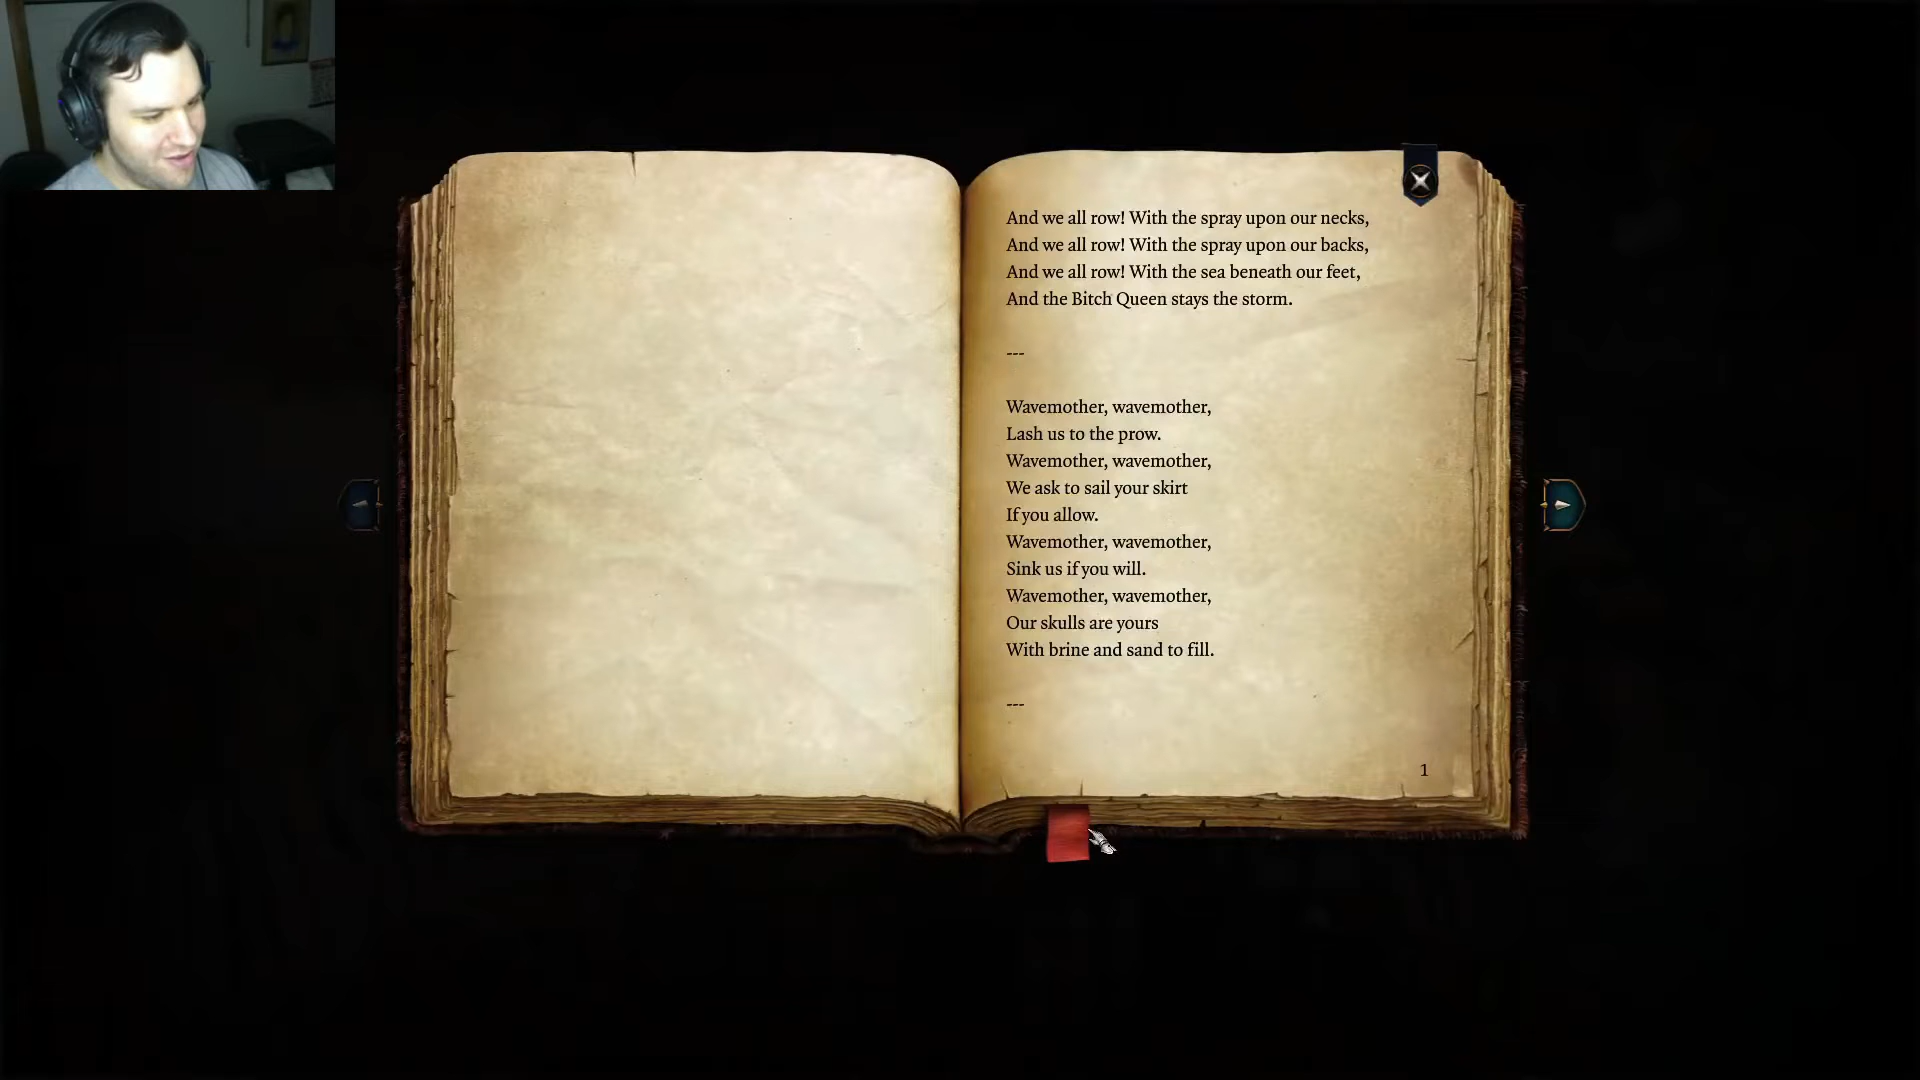 And we all row! With the spray upon our necks,
And we all row! With the spray upon our backs,
And we all row! With the sea beneath our feet,
And the Bitch Queen stays the storm.
---
Wavemother, wavemother,
Lash us to the prow.
Wavemother, wavemother,
We ask to sail your skirt
If you allow.
Wavemother, wavemother,
Sink us if you will.
Wavemother, wavemother,
Our skulls are yours
With brine and sand to fill.
---
1